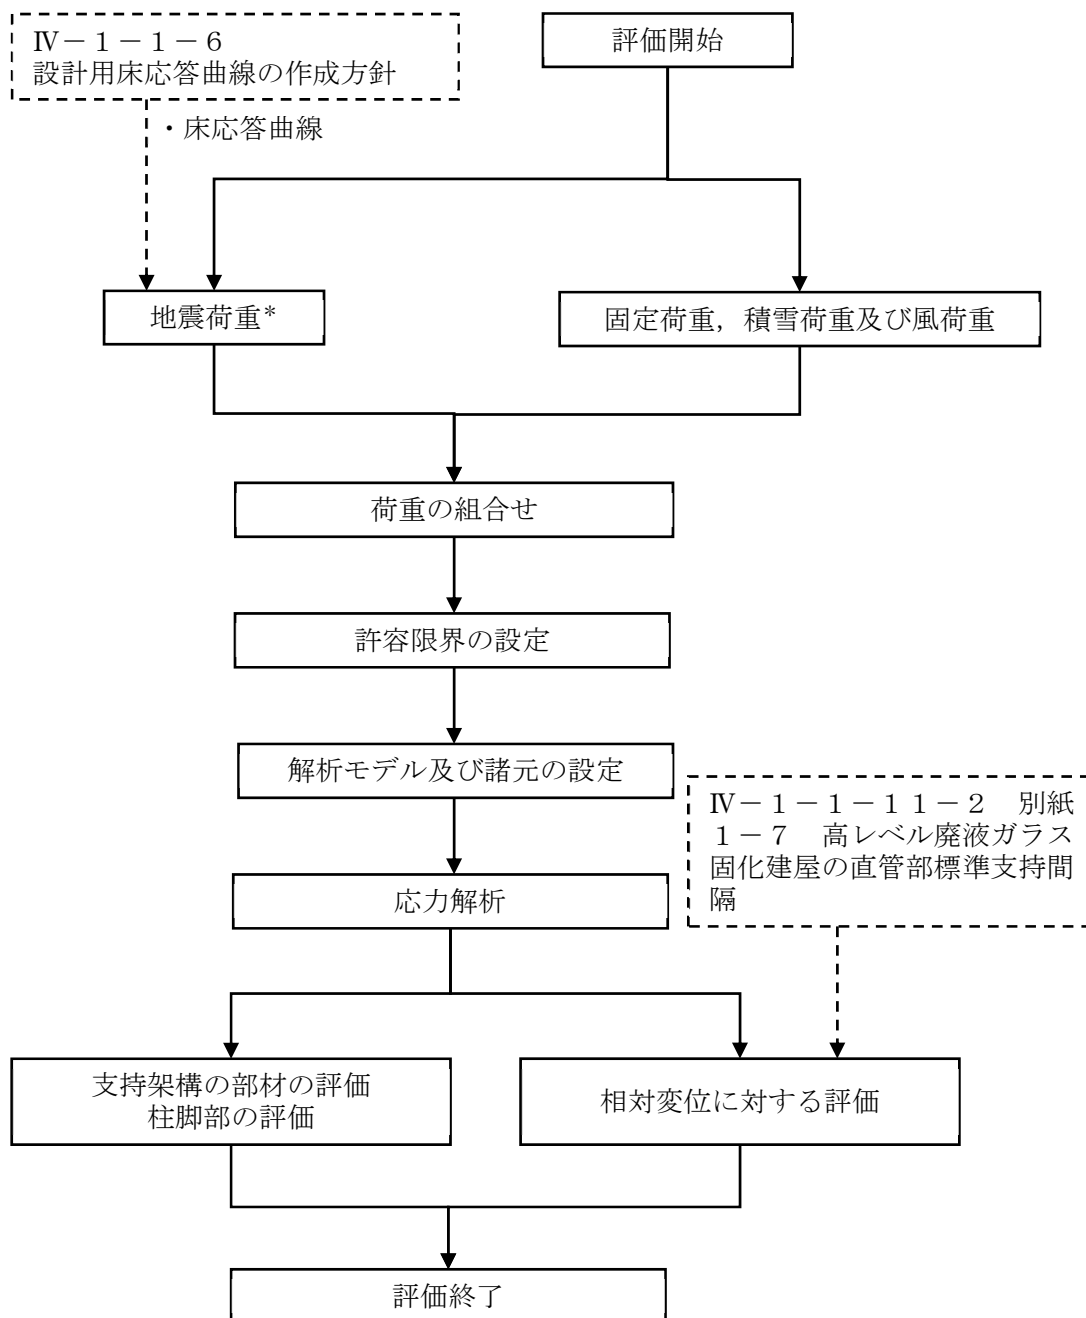 Ⅳ－１－１－６
設計用床応答曲線の作成方針
評価開始
・床応答曲線
地震荷重*
固定荷重，積雪荷重及び風荷重
荷重の組合せ
許容限界の設定
解析モデル及び諸元の設定
Ⅳ－１－１－１１－２　別紙
１－７　高レベル廃液ガラス
固化建屋の直管部標準支持間
隔
応力解析
支持架構の部材の評価
柱脚部の評価
相対変位に対する評価
評価終了